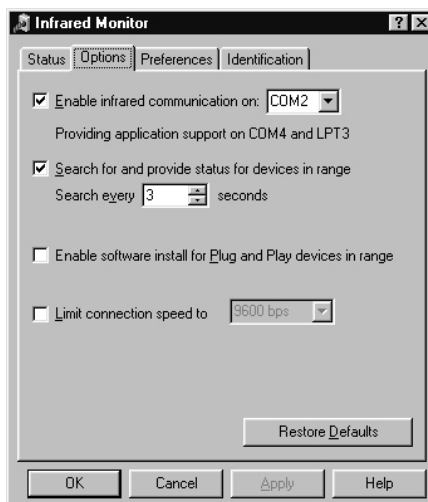 Infrared Monitor
Status Options Preferences Identification
Enable infrared communication on: COM2
Providing application support on COM4 and LPT3
Search for and provide status for devices in range
Search every 3 seconds
Enable software install for Plug and Play devices in range
Limit connection speed to 9600 bps
Restore Defaults
OK Cancel Apply Help